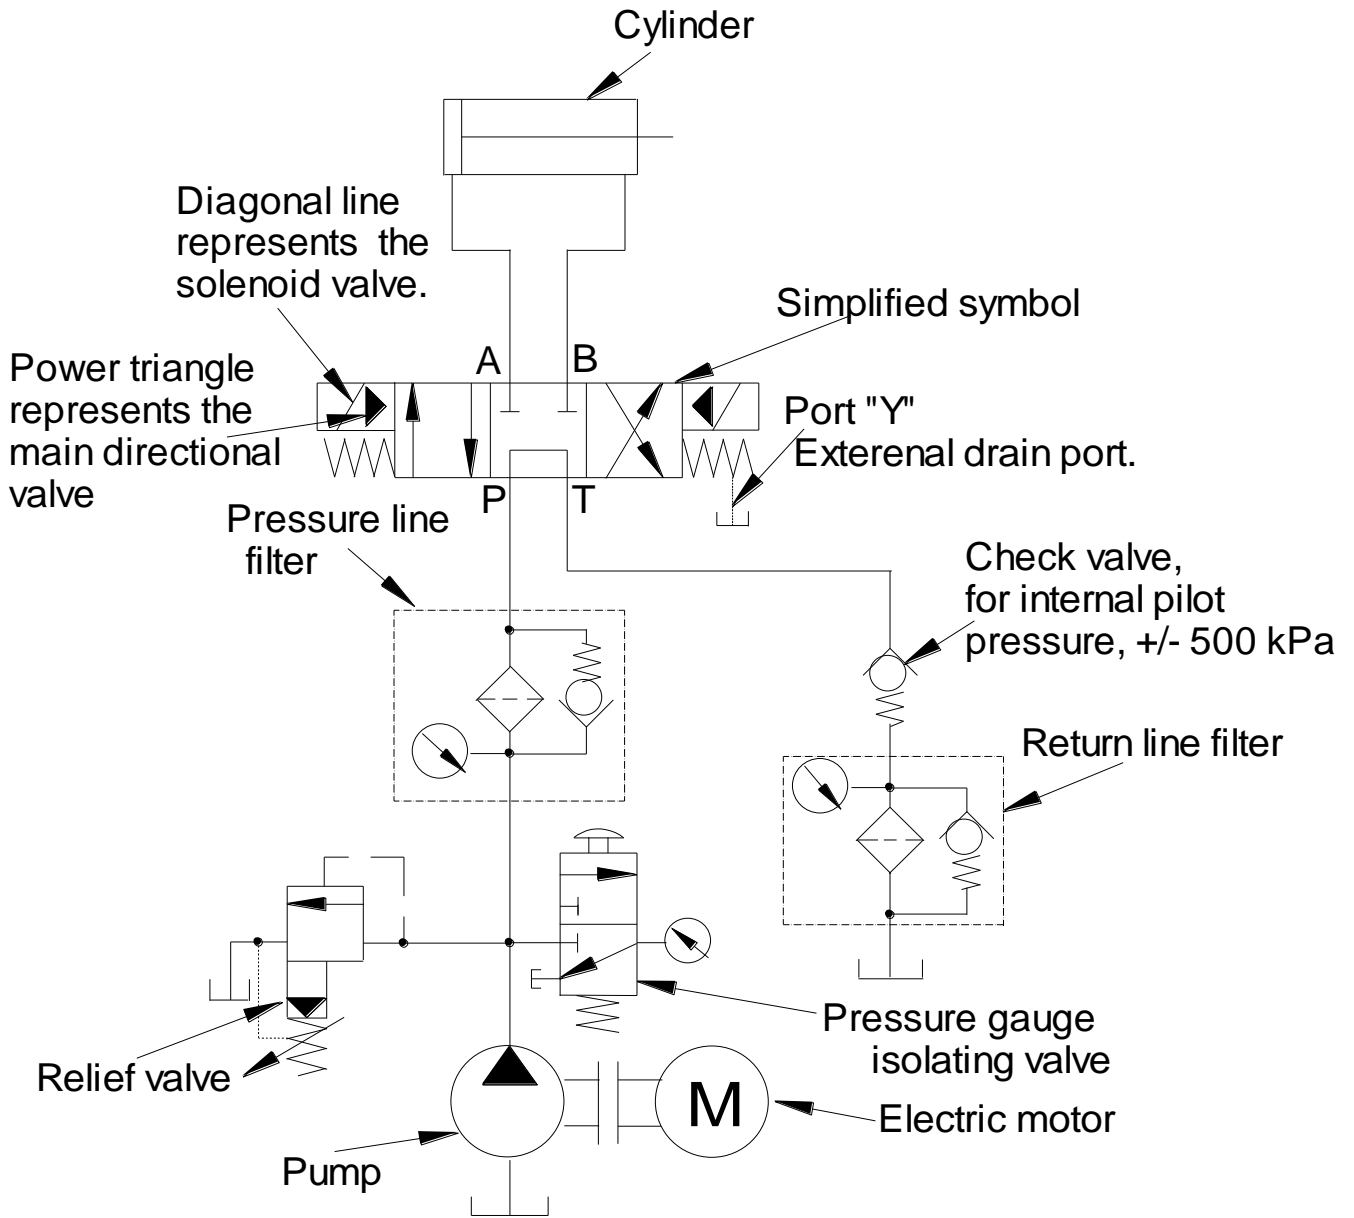 Cylinder
Diagonal line
represents the
solenoid valve.
Simplified symbol
Power triangle
represents the
main directional
valve
A
B
Port "Y"
Exterenal drain port.
P
T
Pressure line
filter
Check valve,
for internal pilot
pressure, +/- 500 kPa
Return line filter
Pressure gauge
isolating valve
Relief valve
M
Electric motor
Pump